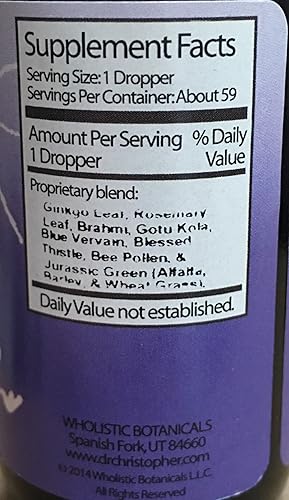 Supplement Facts
Serving Size: 1 Dropper
Servings Per Container: About 59
Amount Per Serving % Daily
1 Dropper Value
Proprietary blend:
Ginkgo Leaf, Rosemary
Leaf, Brahmi, Gotu Kola,
Blue Vervain, Blessed
Thistle, Bee Pollen, &
Jurassic Green (Alfalfa,
Barley, & Wheat Grass).
Daily Value not established.
WHOLISTIC BOTANICALS
Spanish Fork, UT 84660
www.drchristopher.com
© 2014 Wholistic Botanicals L.L.C.
All Rights Reserved